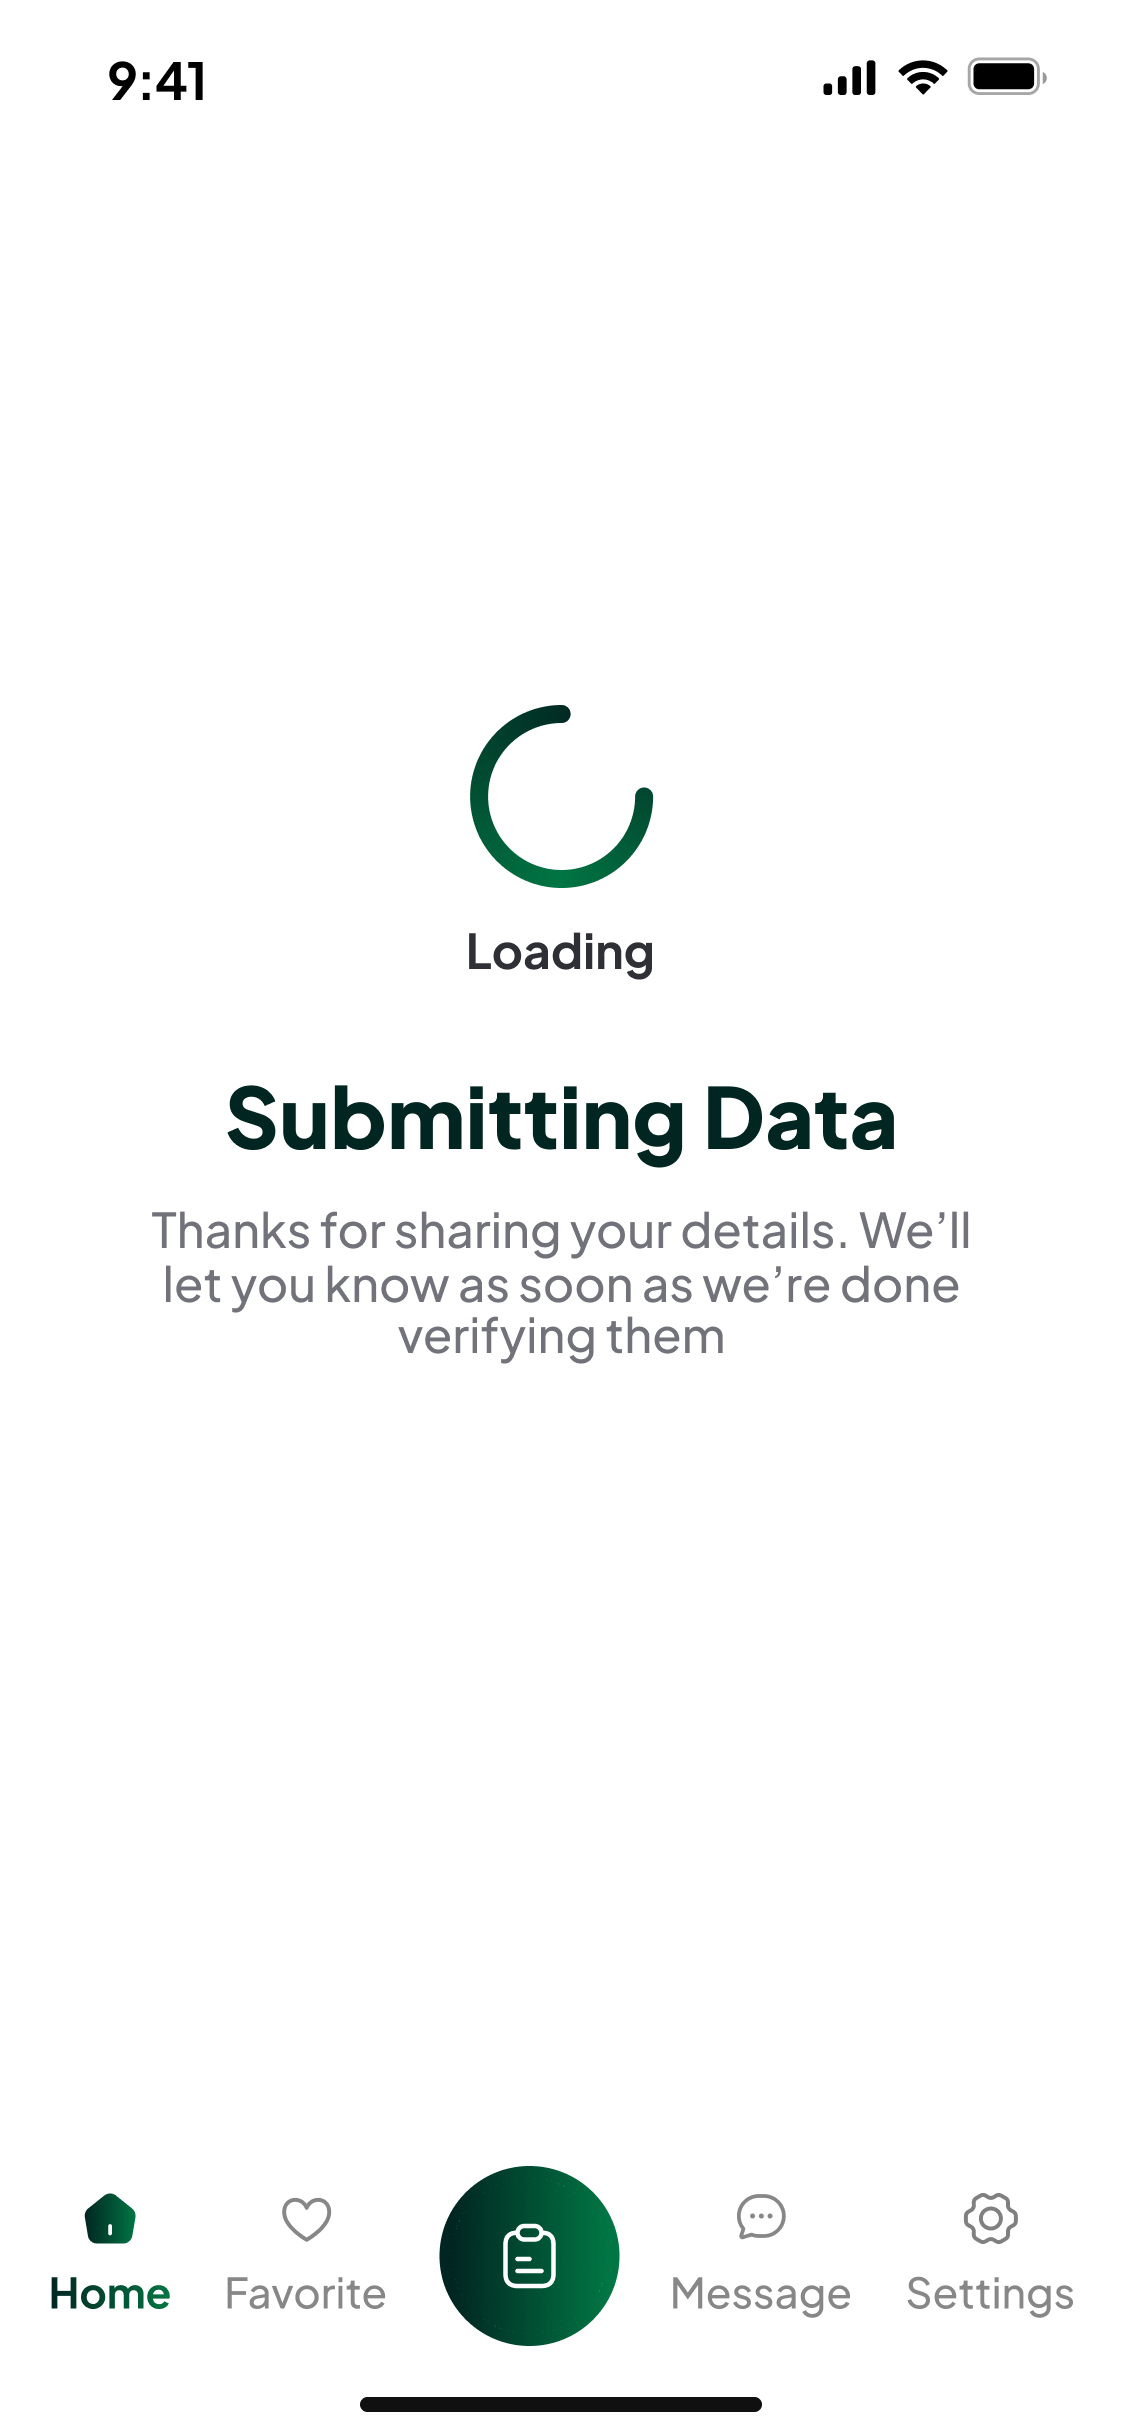 9:41
Loading
Submitting Data
Thanks for sharing your details. We’ll
let you know as soon as we’re done
verifying them
Home
Favorite
Message
Settings